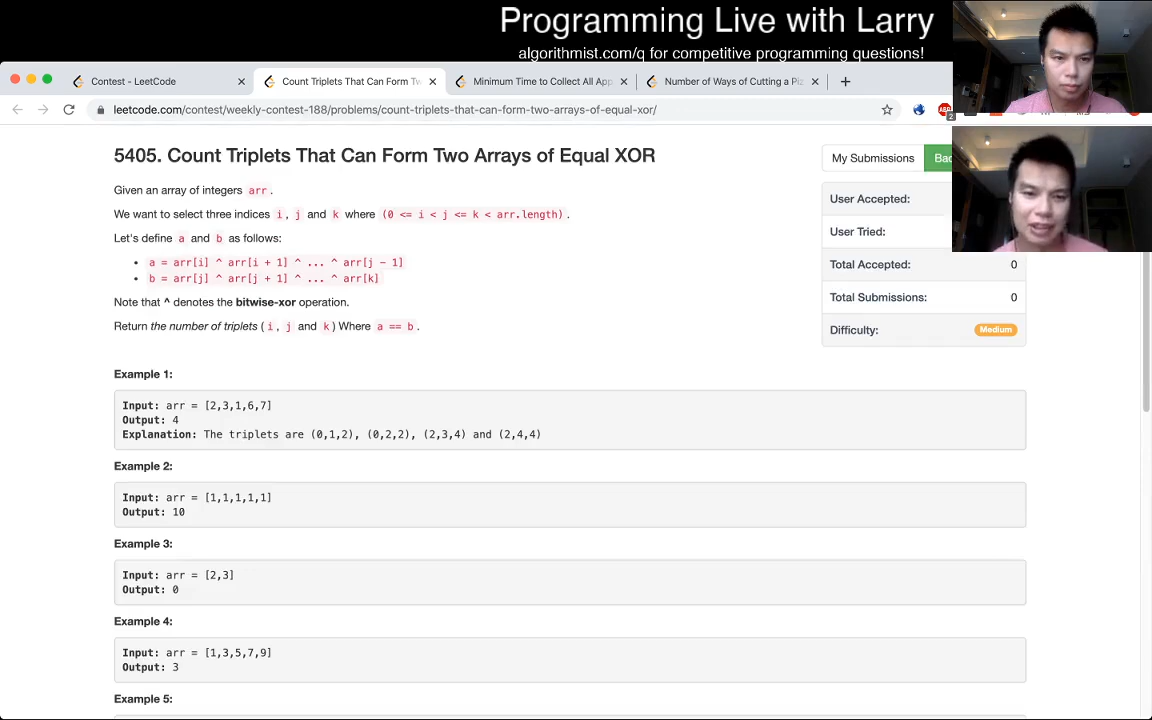 Programming Live with Larry
algorithmist.com/q for competitive programming questions!
Contest - LeetCode
Count Triplets That Can Form Tw
Minimum Time to Collect All App
Number of Ways of Cutting a Piz
leetcode.com/contest/weekly-contest-188/problems/count-triplets-that-can-form-two-arrays-of-equal-xor/
5405. Count Triplets That Can Form Two Arrays of Equal XOR
My Submissions
Bac
Given an array of integers arr.
We want to select three indices i, j and k where (0 <= i < j <= k < arr.length).
Let's define a and b as follows:
• a = arr[i] ^ arr[i + 1] ^ ... ^ arr[j - 1]
• b = arr[j] ^ arr[j + 1] ^ ... ^ arr[k]
Note that ^ denotes the bitwise-xor operation.
Return the number of triplets (i, j and k) Where a == b.
User Accepted:
User Tried:
Total Accepted: 0
Total Submissions: 0
Difficulty: Medium
Example 1:
Input: arr = [2,3,1,6,7]
Output: 4
Explanation: The triplets are (0,1,2), (0,2,2), (2,3,4) and (2,4,4)
Example 2:
Input: arr = [1,1,1,1,1]
Output: 10
Example 3:
Input: arr = [2,3]
Output: 0
Example 4:
Input: arr = [1,3,5,7,9]
Output: 3
Example 5: